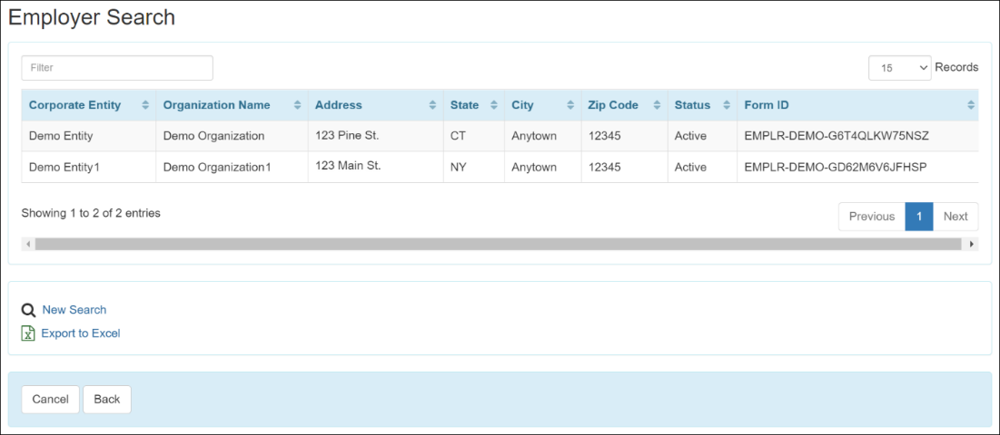 Employer Search
Filter
15 Records
Corporate Entity Organization Name Address State City Zip Code Status Form ID
Demo Entity Demo Organization 123 Pine St. CT Anytown 12345 Active EMPLR-DEMO-G6T4QLKW75NSZ
Demo Entity1 Demo Organization1 123 Main St. NY Anytown 12345 Active EMPLR-DEMO-GD62M6V6JFHSP
Showing 1 to 2 of 2 entries
Previous 1 Next
New Search
Export to Excel
Cancel Back